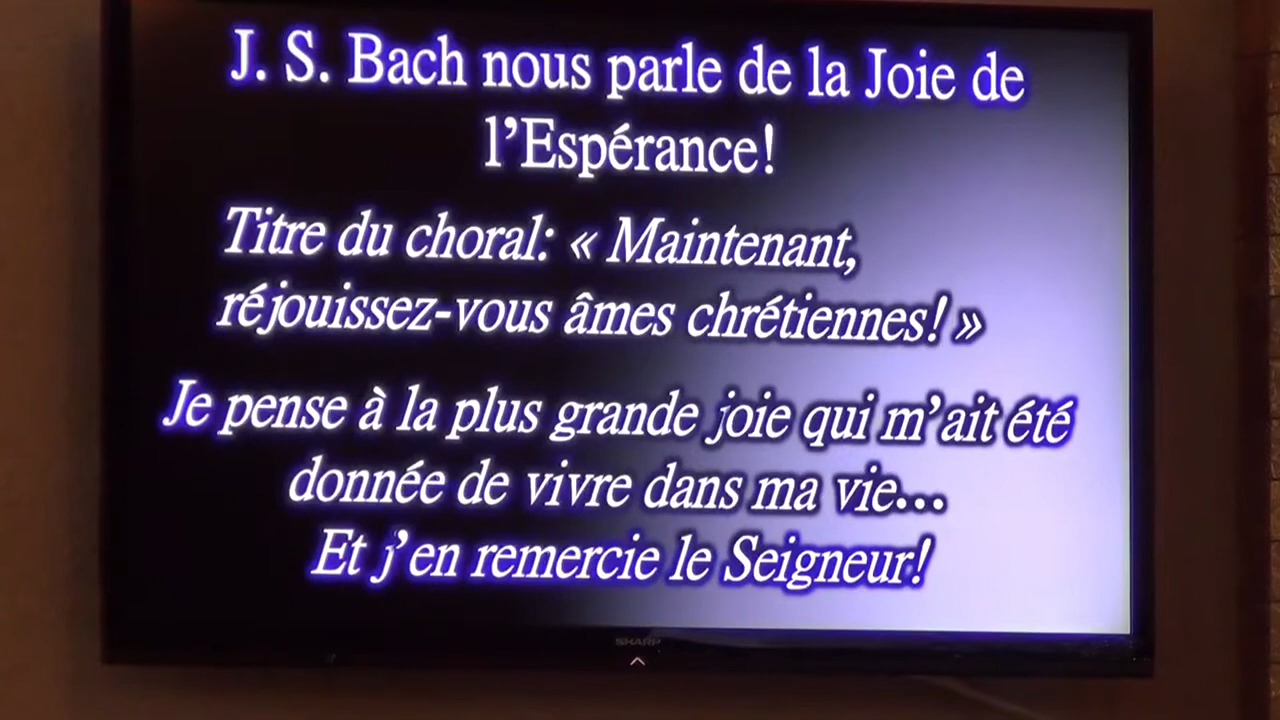 J. S. Bach nous parle de la Joie de
l’Espérance!
Titre du choral: « Maintenant,
réjouissez-vous âmes chrétiennes! »
Je pense à la plus grande joie qui m’ait été
donnée de vivre dans ma vie…
Et j’en remercie le Seigneur!
SHARP